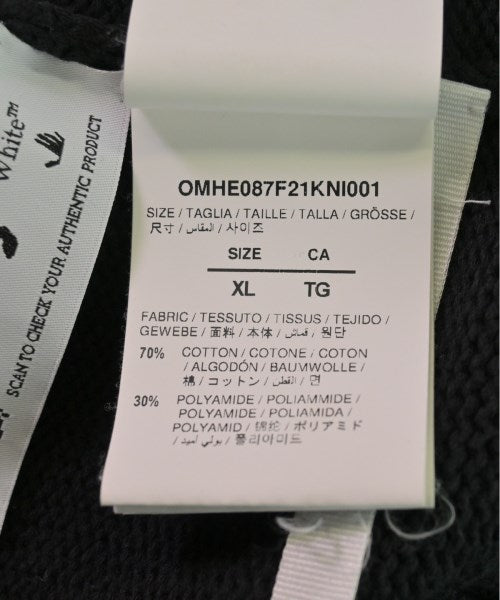 White™
SCAN TO CHECK YOUR AUTHENTIC PRODUCT
OMHE087F21KNI001
SIZE / TAGLIA / TAILLE / TALLA / GRÖSSE /
尺寸 / المقاس / 사이즈
SIZE CA
XL TG
FABRIC / TESSUTO / TISSUS / TEJIDO /
GEWEBE / 面料 / 本体 / قماش / 원단
70% COTTON / COTONE / COTON
/ ALGODÓN / BAUMWOLLE /
棉 / コットン / القطن / 면
30% POLYAMIDE / POLIAMMIDE /
POLYAMIDE / POLIAMIDA /
POLYAMID / 锦纶 / ポリアミド
/ بولي أميد / 폴리아미드